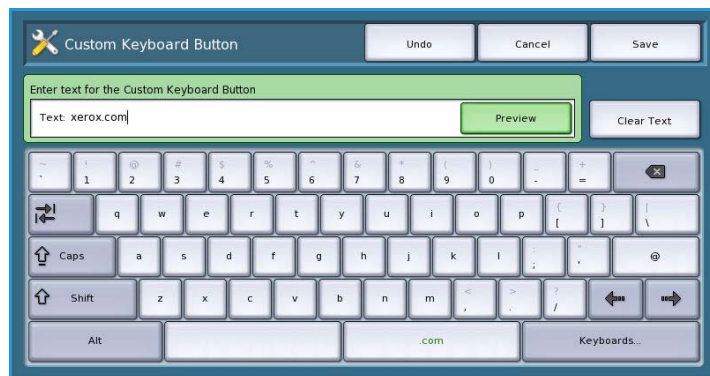 Custom Keyboard Button Undo Cancel Save
Enter text for the Custom Keyboard Button
Text: xerox.com Preview Clear Text
~ ! @ # $ % ^ & * ( ) _ +
` 1 2 3 4 5 6 7 8 9 0 - =
q w e r t y u i o p { [ } ] | \
Caps a s d f g h j k l : ; " ' @
Shift z x c v b n m < , > . ? /
Alt .com Keyboards...